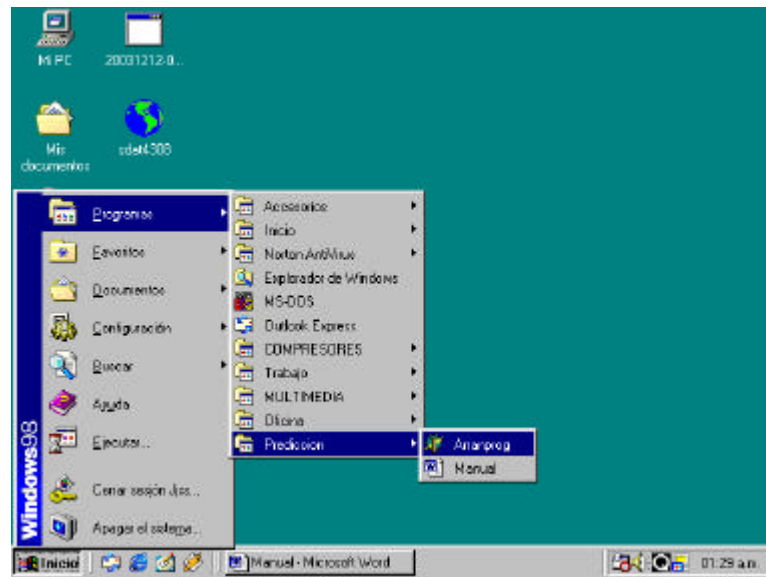 Mi PC
20031212-0...
Mis
documentos
sdat4308
Programas
Favoritos
Documentos
Configuración
Buscar
Ayuda
Ejecutar...
Cerrar sesión
Apagar el sistema...
Windows98
Accesorios
Inicio
Norton AntiVirus
Explorador de Windows
MS-DOS
Outlook Express
COMPRESORES
Trabajo
MULTIMEDIA
Oficina
Prediccion
Arranprog
Manual
Inicio
Manual - Microsoft Word
01:29 a.m.